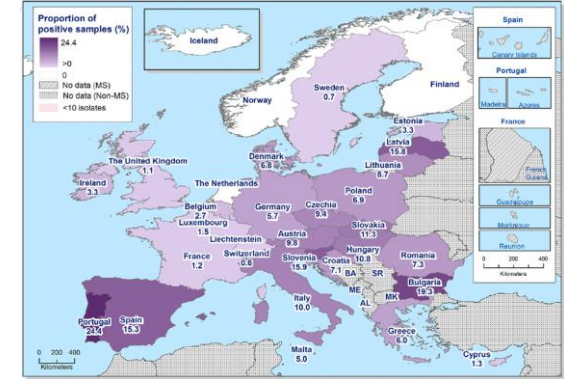 Proportion of
positive samples (%)
24.4
>0
0
No data (MS)
No data (Non-MS)
<10 isolates
Iceland
Spain
Canary Islands
Portugal
Madeira
Azores
France
French
Guiana
Guadeloupe
Martinique
Reunion
0 200 400
Kilometers
Norway
Sweden
0.7
Finland
Estonia
3.3
Latvia
15.8
Lithuania
8.7
Denmark
6.8
The United Kingdom
1.1
Ireland
3.3
The Netherlands
Belgium
2.7
Luxembourg
1.5
Germany
5.7
Poland
6.9
Czechia
9.4
Slovakia
11.3
Liechtenstein
Austria
9.8
Switzerland
0.6
France
1.2
Slovenia
15.9
Croatia
7.1
Hungary
10.8
Romania
7.3
BA
SR
ME
AL
MK
Bulgaria
19.3
Italy
10.0
Portugal
24.4
Spain
15.3
Greece
6.0
Malta
5.0
Cyprus
1.3
0 200 400
Kilometers